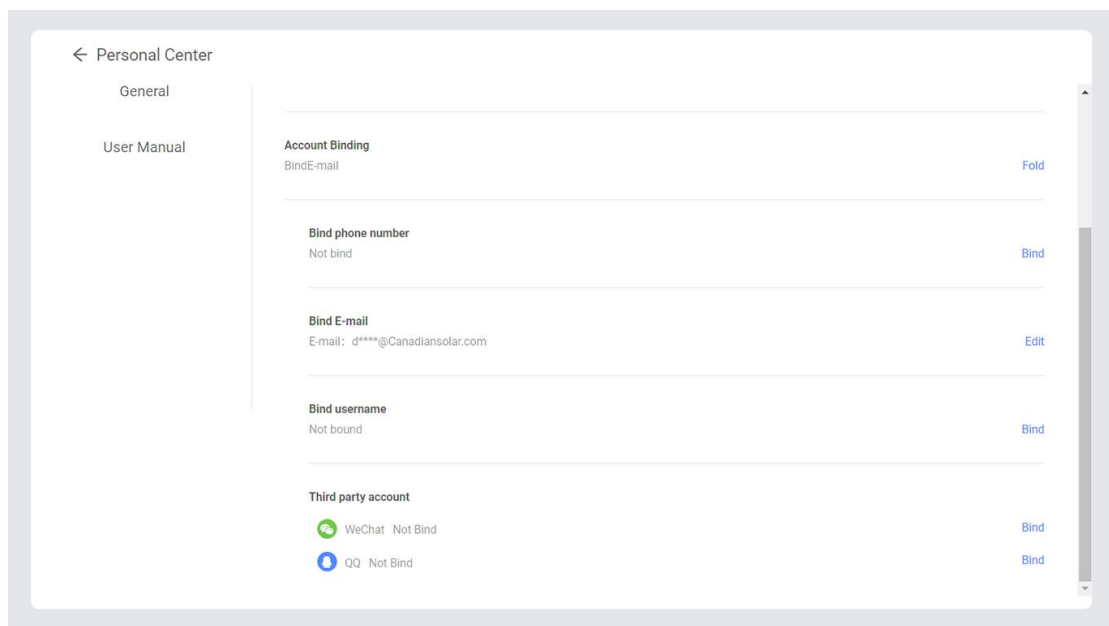 Personal Center
General
User Manual
Account Binding
BindE-mail
Fold
Bind phone number
Not bind
Bind
Bind E-mail
E-mail： d****@Canadiansolar.com
Edit
Bind username
Not bound
Bind
Third party account
WeChat Not Bind
Bind
QQ Not Bind
Bind